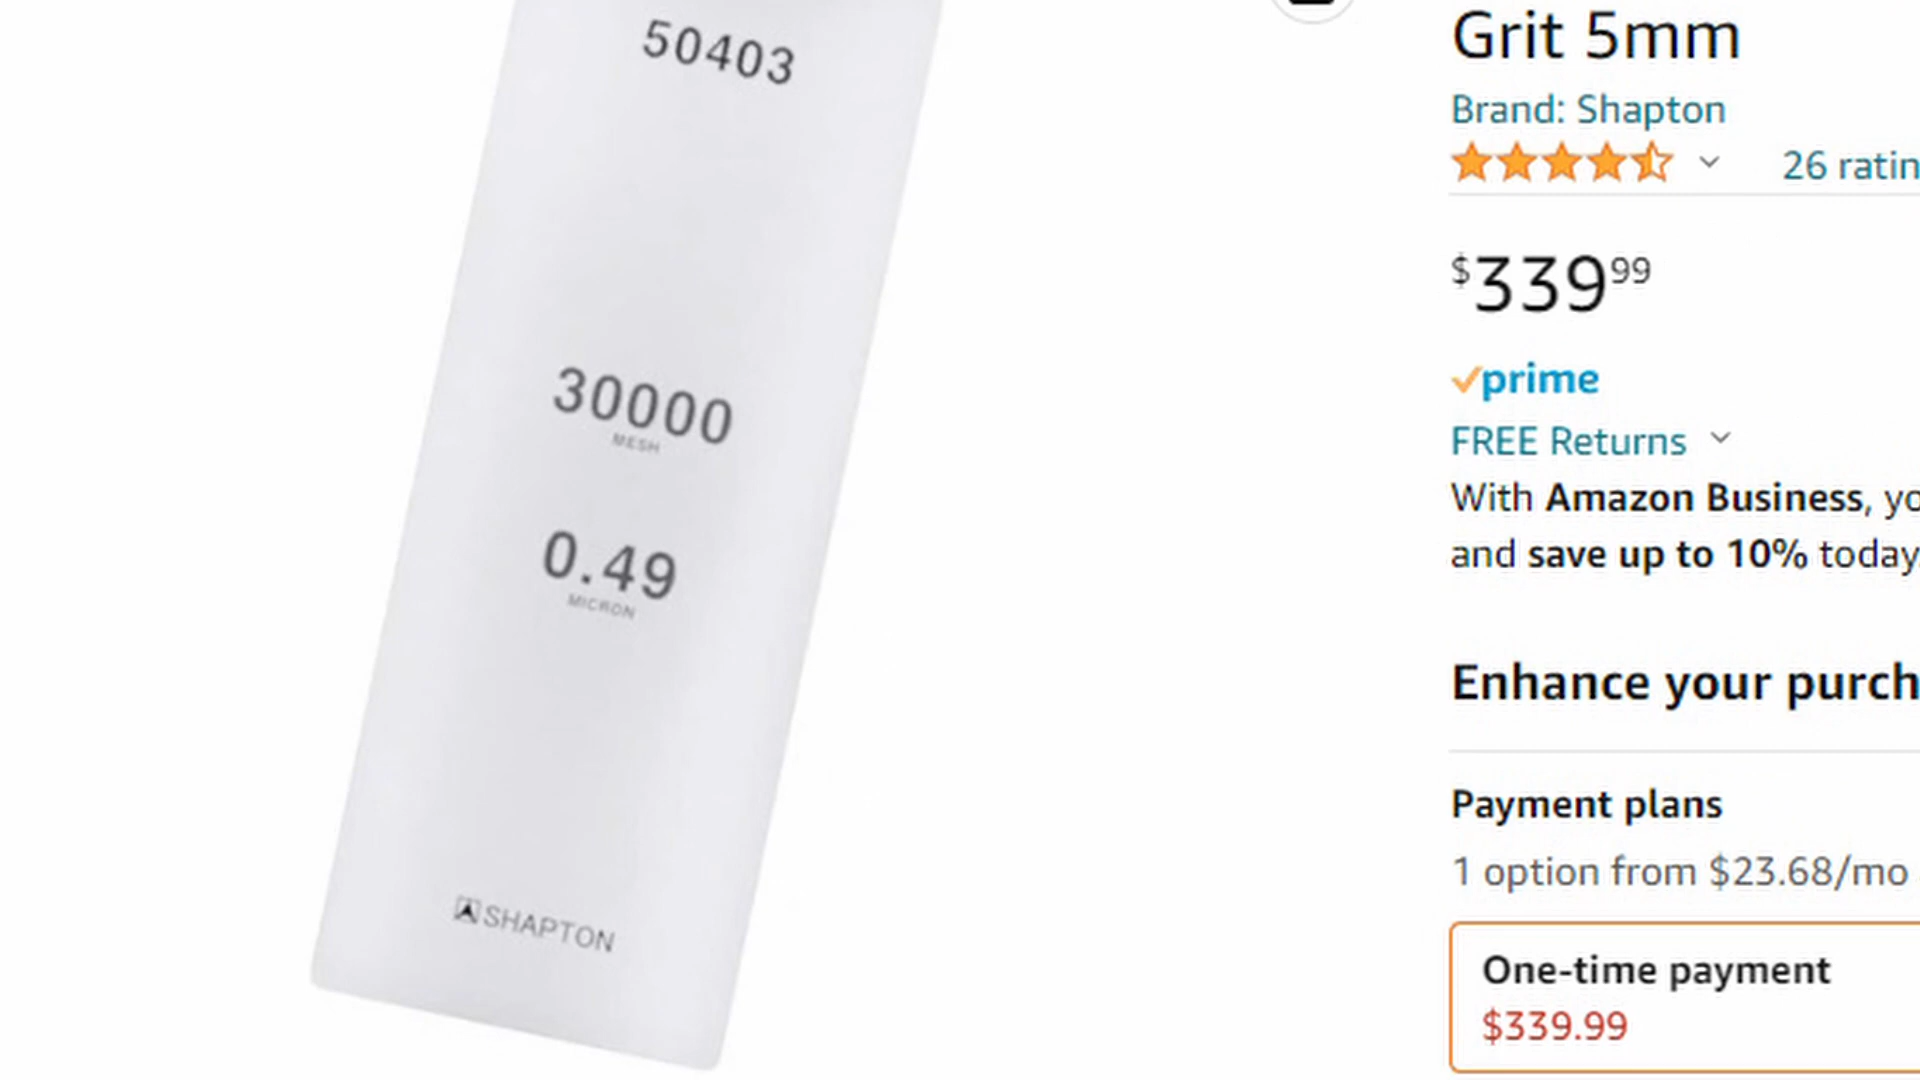 50403
30000
MESH
0.49
MICRON
SHAPTON
Grit 5mm
Brand: Shapton
26 ratin
$339.99
prime
FREE Returns
With Amazon Business, yo
and save up to 10% today.
Enhance your purch
Payment plans
1 option from $23.68/mo
One-time payment
$339.99